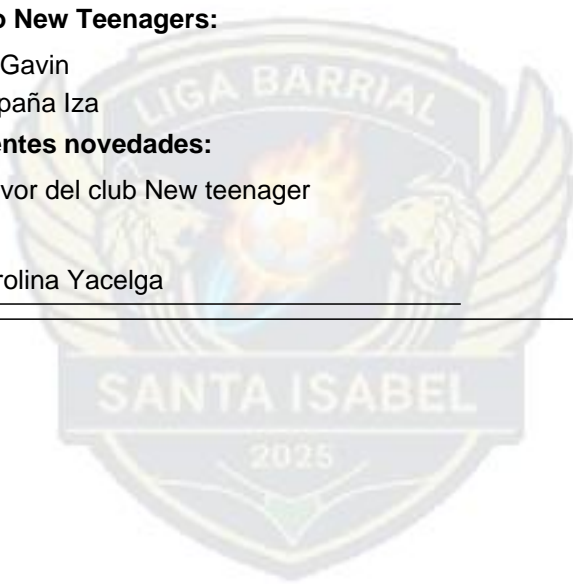 o New Teenagers:
Gavin
paña Iza
entes novedades:
vor del club New teenager
rolina Yacelga
LIGA BARRIAL
SANTA ISABEL
2025